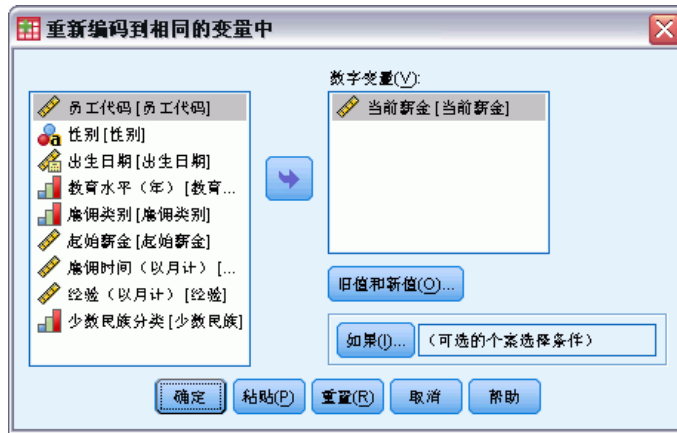 重新编码到相同的变量中
数字变量(V):
员工代码 [员工代码]
性别 [性别]
出生日期 [出生日期]
教育水平（年） [教育...
雇佣类别 [雇佣类别]
起始薪金 [起始薪金]
雇佣时间（以月计） [...
经验（以月计） [经验]
少数民族分类 [少数民族]
当前薪金 [当前薪金]
旧值和新值(O)...
如果(I)...
（可选的个案选择条件）
确定
粘贴(P)
重置(R)
取消
帮助